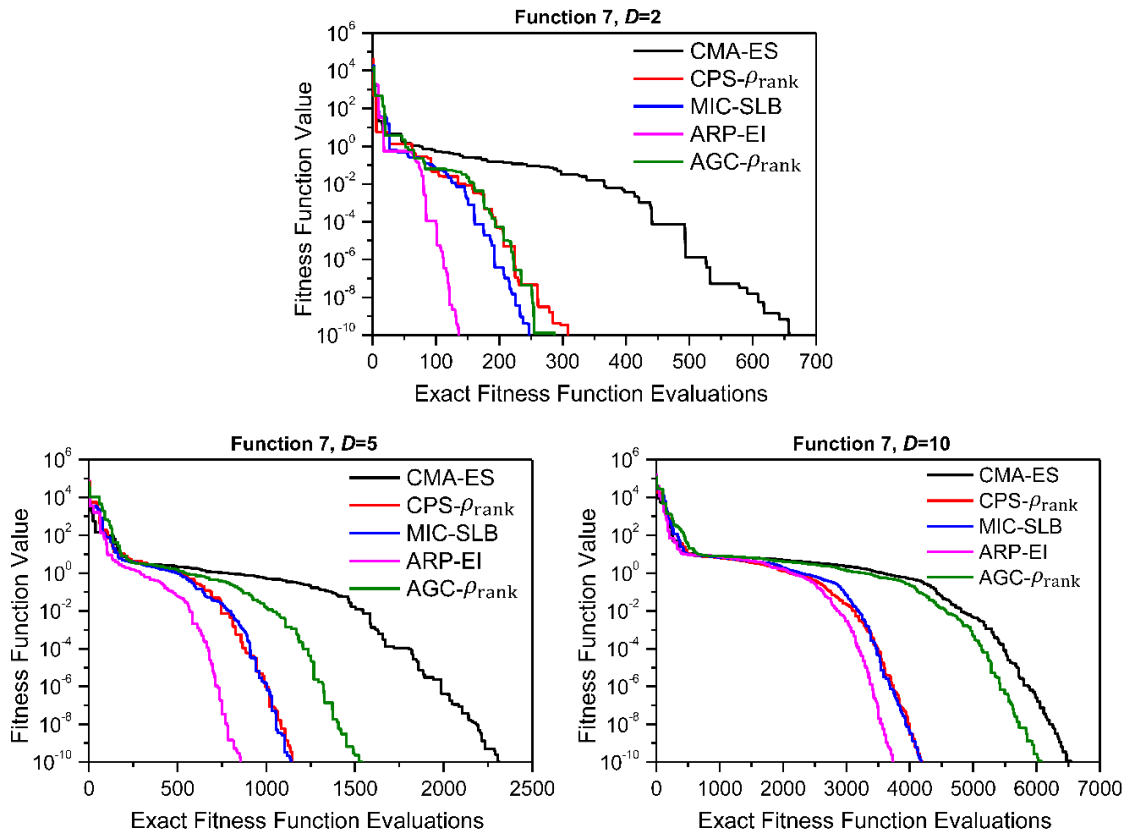 Function 7, D=2
Fitness Function Value
10^6
10^4
10^2
10^0
10^-2
10^-4
10^-6
10^-8
10^-10
CMA-ES
CPS-ρrank
MIC-SLB
ARP-EI
AGC-ρrank
0 100 200 300 400 500 600 700
Exact Fitness Function Evaluations
Function 7, D=5
Fitness Function Value
10^6
10^4
10^2
10^0
10^-2
10^-4
10^-6
10^-8
10^-10
CMA-ES
CPS-ρrank
MIC-SLB
ARP-EI
AGC-ρrank
0 500 1000 1500 2000 2500
Exact Fitness Function Evaluations
Function 7, D=10
Fitness Function Value
10^6
10^4
10^2
10^0
10^-2
10^-4
10^-6
10^-8
10^-10
CMA-ES
CPS-ρrank
MIC-SLB
ARP-EI
AGC-ρrank
0 1000 2000 3000 4000 5000 6000 7000
Exact Fitness Function Evaluations